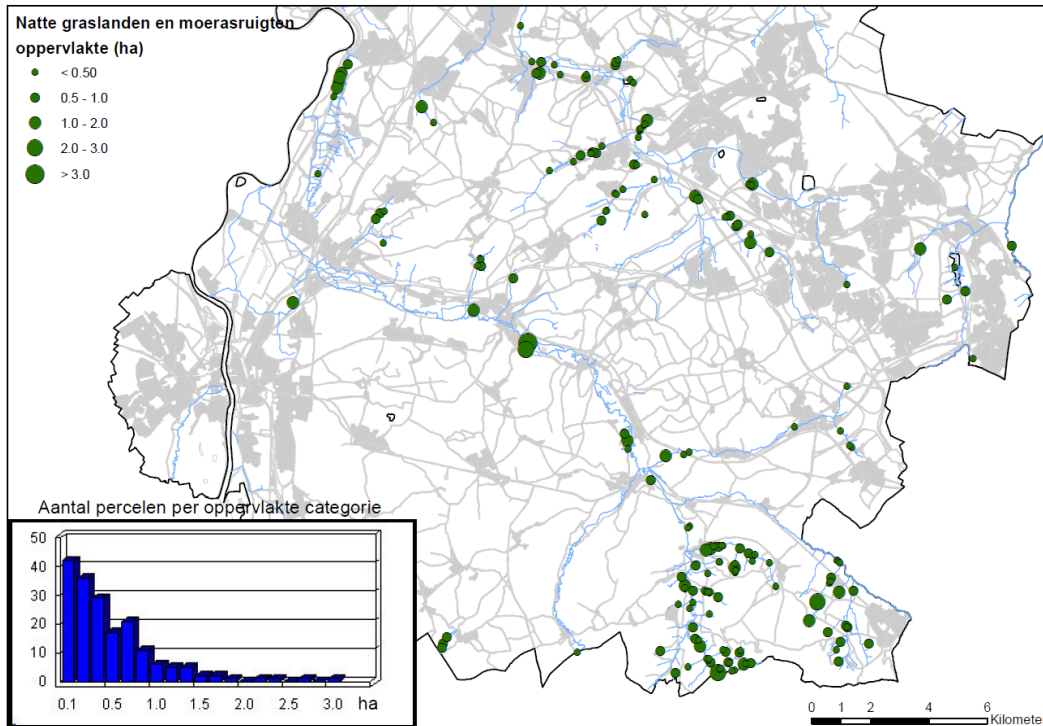 Natte graslanden en moerasruigten
oppervlakte (ha)
< 0.50
0.5 - 1.0
1.0 - 2.0
2.0 - 3.0
> 3.0
Aantal percelen per oppervlakte categorie
50
40
30
20
10
0
0.1 0.5 1.0 1.5 2.0 2.5 3.0 ha
0 1 2 4 6
Kilomete